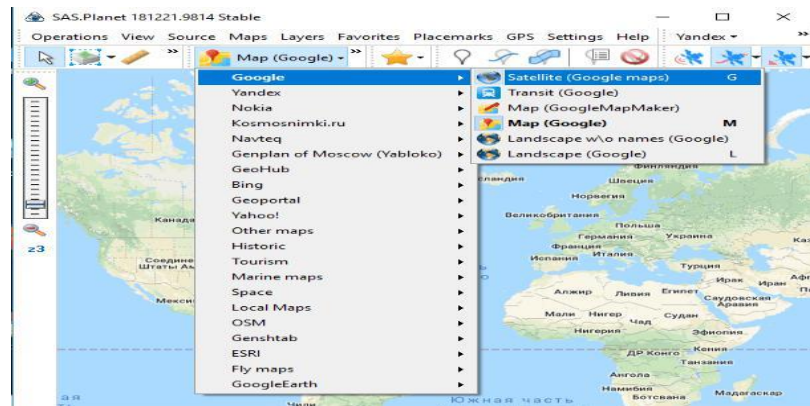 SAS.Planet 181221.9814 Stable
Operations View Source Maps Layers Favorites Placemarks GPS Settings Help Yandex
Map (Google)
Google
Yandex
Nokia
Kosmosnimki.ru
Navteq
Genplan of Moscow (Yabloko)
GeoHub
Bing
Geoportal
Yahoo!
Other maps
Historic
Tourism
Marine maps
Space
Local Maps
OSM
Genshtab
ESRI
Fly maps
GoogleEarth
Satellite (Google maps) G
Transit (Google)
Map (GoogleMapMaker)
Map (Google) M
Landscape w\o names (Google)
Landscape (Google) L
z3
Канада
Финляндия
Швеция
Норвегия
Великобритания
Польша
Германия
Украина
Франция
Италия
Испания
Турция
Ирак
Иран
Алжир
Ливия
Египет
Саудовская
Аравия
Мали
Нигер
Чад
Судан
Нигерия
Эфиопия
ДР Конго
Кения
Танзания
Ангола
Намибия
Ботсвана
Мадагаскар
Южная часть